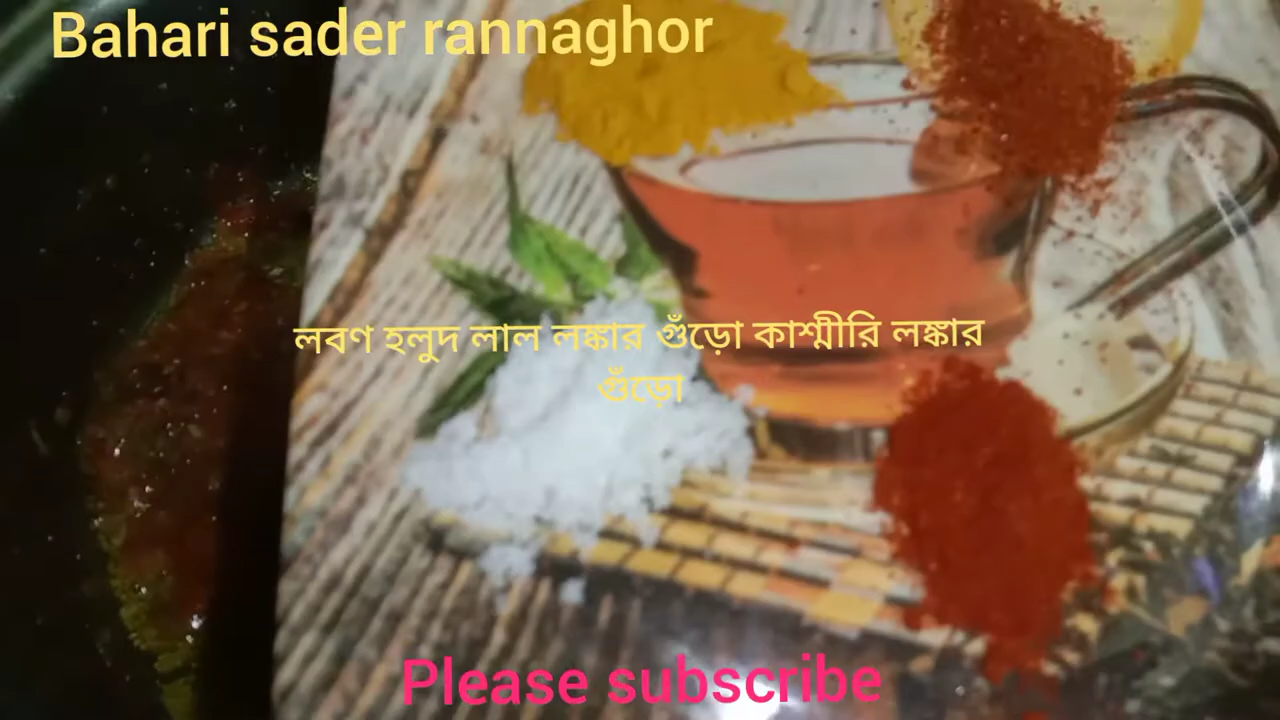 Bahari sader rannaghor
লবণ হলুদ লাল লঙ্কার গুঁড়ো কাশ্মীরি লঙ্কার
গুঁড়ো
Please subscribe